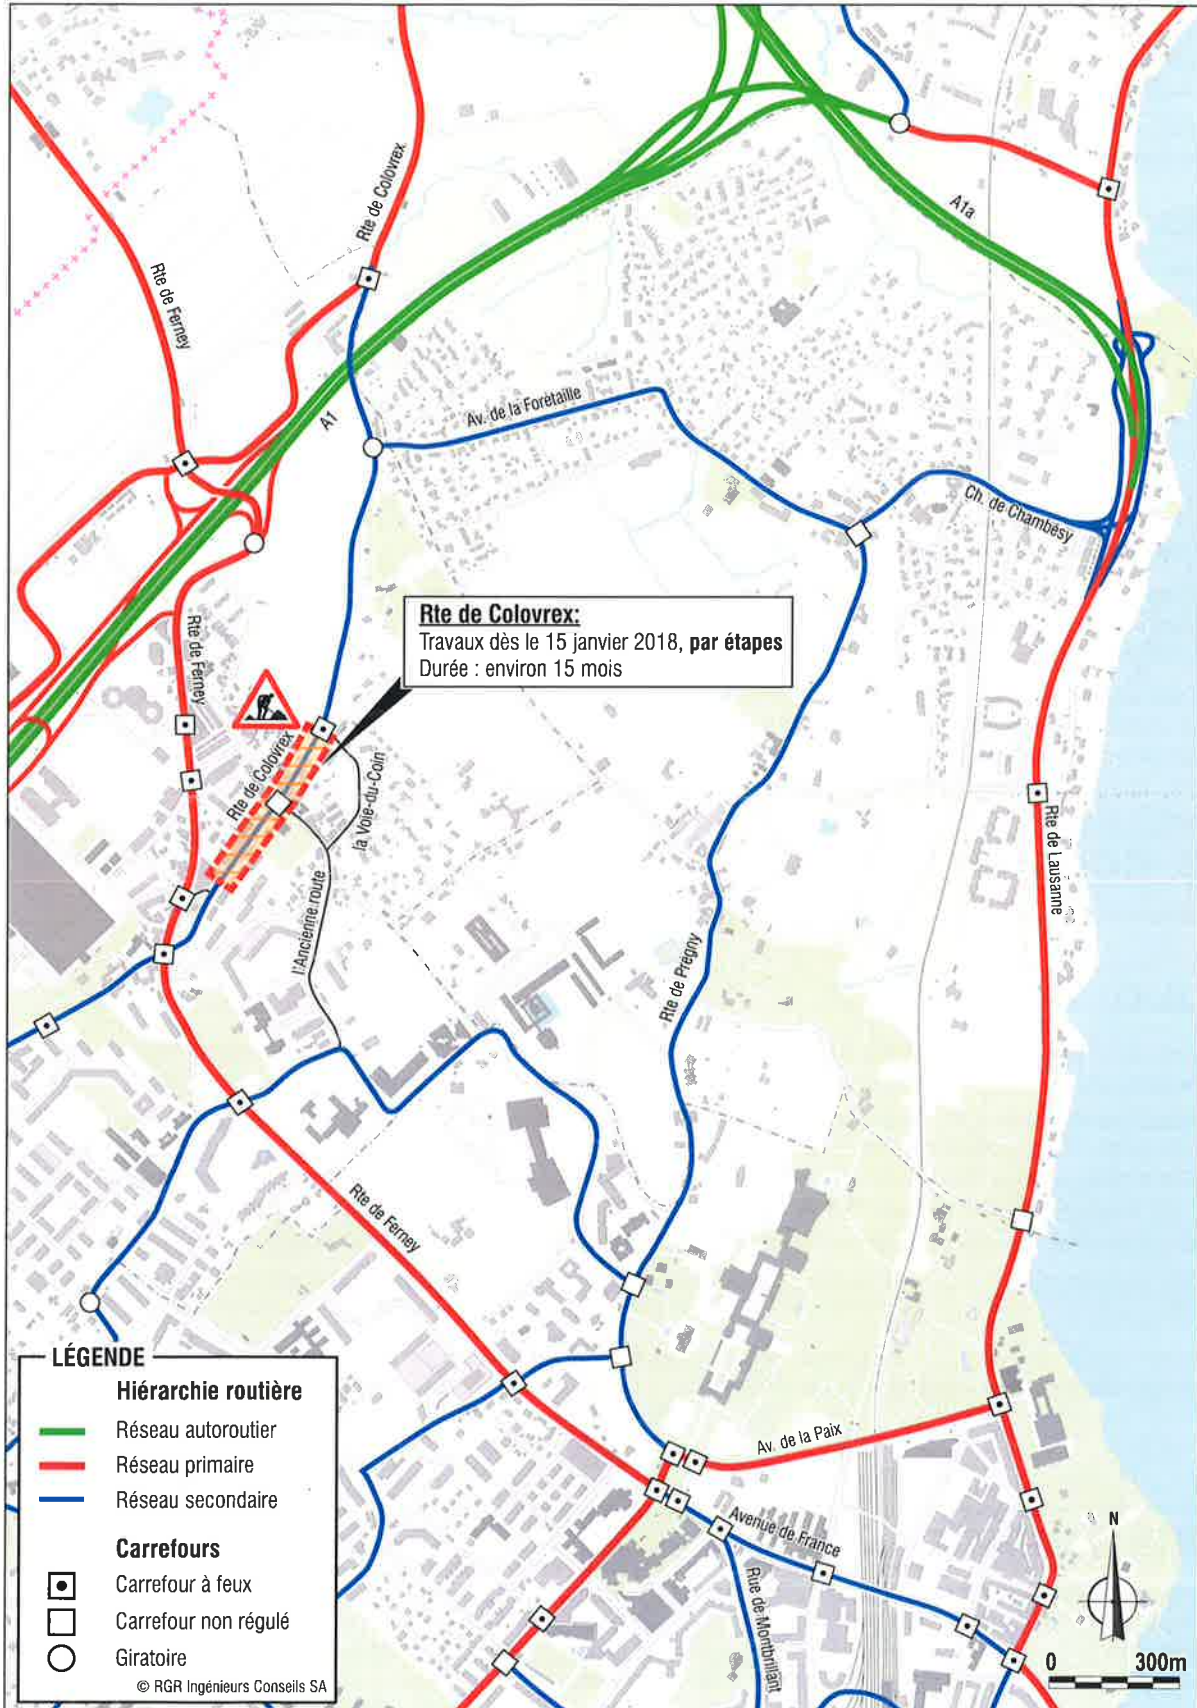 Rte de Colovrex
A1a
Rte de Ferney
A1
Av. de la Foretaille
Ch. de Chambésy
Rte de Colovrex:
Travaux dès le 15 janvier 2018, par étapes
Durée : environ 15 mois
Rte de Ferney
Rte de Colovrex
la Voie-du-Coin
Rte de Lausanne
l'Ancienne route
Rte de Prégny
Rte de Ferney
Av. de la Paix
Avenue de France
Rue de Montbrillant
LÉGENDE
Hiérarchie routière
Réseau autoroutier
Réseau primaire
Réseau secondaire
Carrefours
Carrefour à feux
Carrefour non régulé
Giratoire
© RGR Ingénieurs Conseils SA
N
0 300m